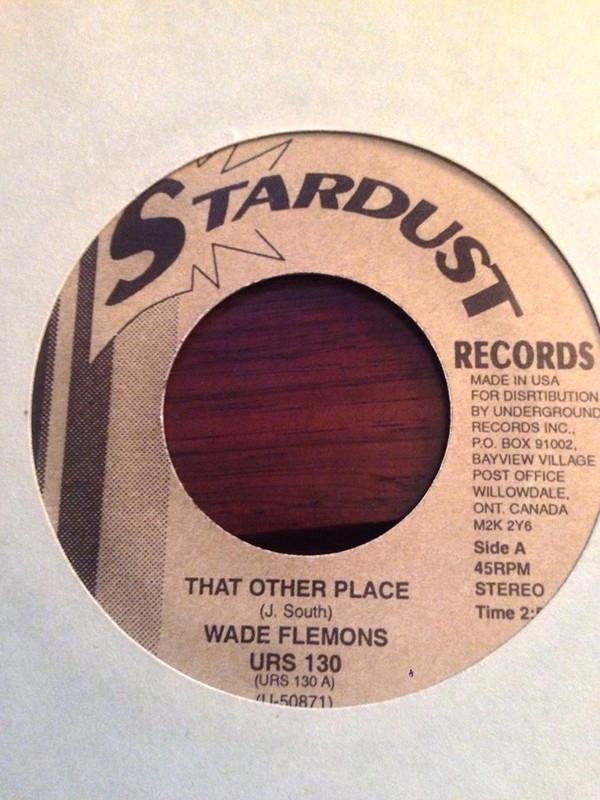 STARDUST
RECORDS
MADE IN USA
FOR DISRTIBUTION
BY UNDERGROUND
RECORDS INC.,
P.O. BOX 91002,
BAYVIEW VILLAGE
POST OFFICE
WILLOWDALE,
ONT. CANADA
M2K 2Y6
Side A
45RPM
STEREO
Time 2:
THAT OTHER PLACE
(J. South)
WADE FLEMONS
URS 130
(URS 130 A)
(U-50871)